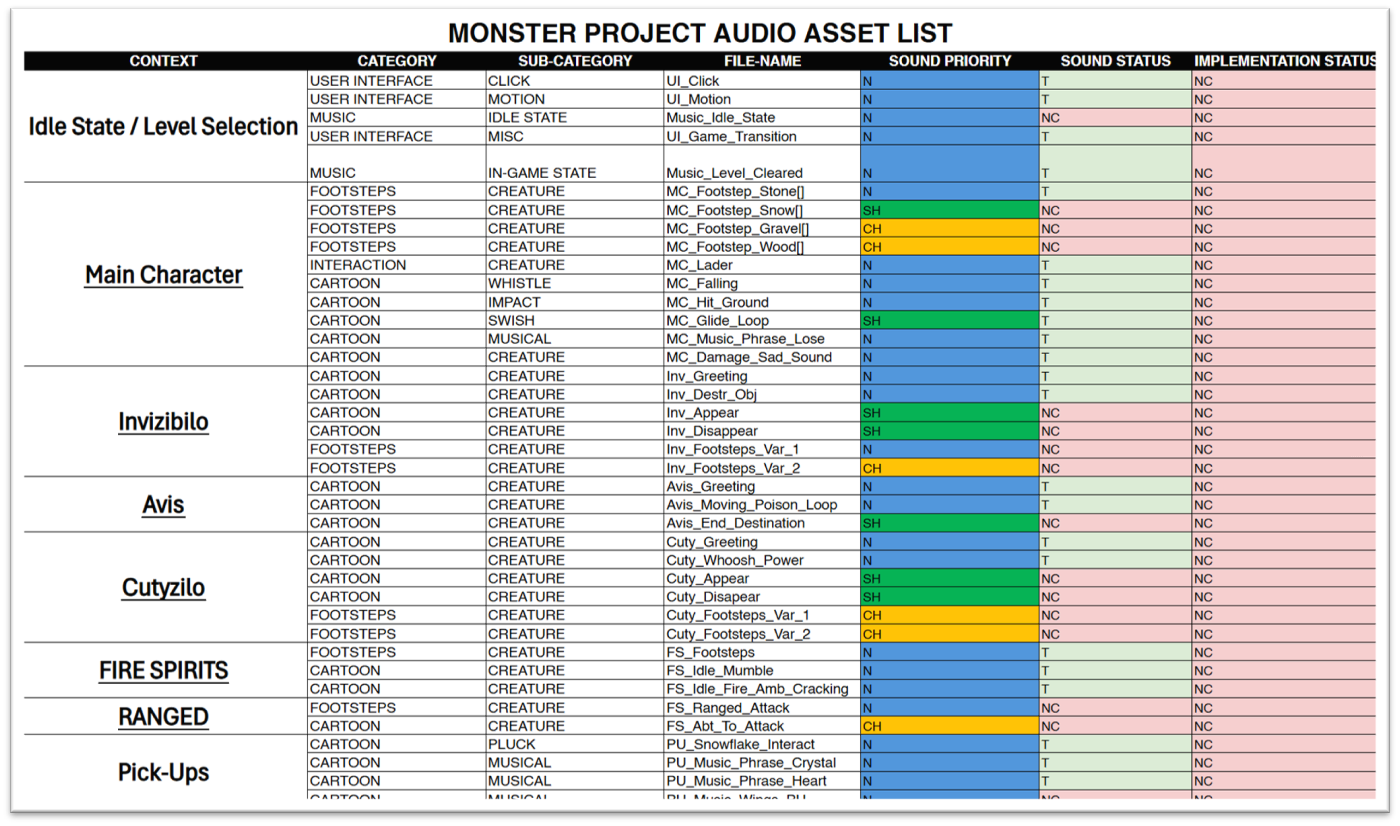 MONSTER PROJECT AUDIO ASSET LIST
CONTEXT CATEGORY SUB-CATEGORY FILE-NAME SOUND PRIORITY SOUND STATUS IMPLEMENTATION STATUS
Idle State / Level Selection
USER INTERFACE CLICK UI_Click N T NC
USER INTERFACE MOTION UI_Motion N T NC
MUSIC IDLE STATE Music_Idle_State N NC NC
USER INTERFACE MISC UI_Game_Transition N T NC
MUSIC IN-GAME STATE Music_Level_Cleared N T NC
Main Character
FOOTSTEPS CREATURE MC_Footstep_Stone[] N T NC
FOOTSTEPS CREATURE MC_Footstep_Snow[] SH NC NC
FOOTSTEPS CREATURE MC_Footstep_Gravel[] CH NC NC
FOOTSTEPS CREATURE MC_Footstep_Wood[] CH NC NC
INTERACTION CREATURE MC_Lader N T NC
CARTOON WHISTLE MC_Falling N T NC
CARTOON IMPACT MC_Hit_Ground N T NC
CARTOON SWISH MC_Glide_Loop SH T NC
CARTOON MUSICAL MC_Music_Phrase_Lose N T NC
CARTOON CREATURE MC_Damage_Sad_Sound N T NC
Invizibilo
CARTOON CREATURE Inv_Greeting N T NC
CARTOON CREATURE Inv_Destr_Obj N T NC
CARTOON CREATURE Inv_Appear SH NC NC
CARTOON CREATURE Inv_Disappear SH NC NC
FOOTSTEPS CREATURE Inv_Footsteps_Var_1 N NC NC
FOOTSTEPS CREATURE Inv_Footsteps_Var_2 CH NC NC
Avis
CARTOON CREATURE Avis_Greeting N T NC
CARTOON CREATURE Avis_Moving_Poison_Loop N T NC
CARTOON CREATURE Avis_End_Destination SH NC NC
Cutyzilo
CARTOON CREATURE Cuty_Greeting N T NC
CARTOON CREATURE Cuty_Whoosh_Power N T NC
CARTOON CREATURE Cuty_Appear SH NC NC
CARTOON CREATURE Cuty_Disapear SH NC NC
FOOTSTEPS CREATURE Cuty_Footsteps_Var_1 CH NC NC
FOOTSTEPS CREATURE Cuty_Footsteps_Var_2 CH NC NC
FIRE SPIRITS
FOOTSTEPS CREATURE FS_Footsteps N T NC
CARTOON CREATURE FS_Idle_Mumble N T NC
CARTOON CREATURE FS_Idle_Fire_Amb_Cracking N T NC
RANGED
FOOTSTEPS CREATURE FS_Ranged_Attack N NC NC
CARTOON CREATURE FS_Abt_To_Attack CH NC NC
Pick-Ups
CARTOON PLUCK PU_Snowflake_Interact N T NC
CARTOON MUSICAL PU_Music_Phrase_Crystal N T NC
CARTOON MUSICAL PU_Music_Phrase_Heart N T NC
CARTOON MUSICAL N NC NC